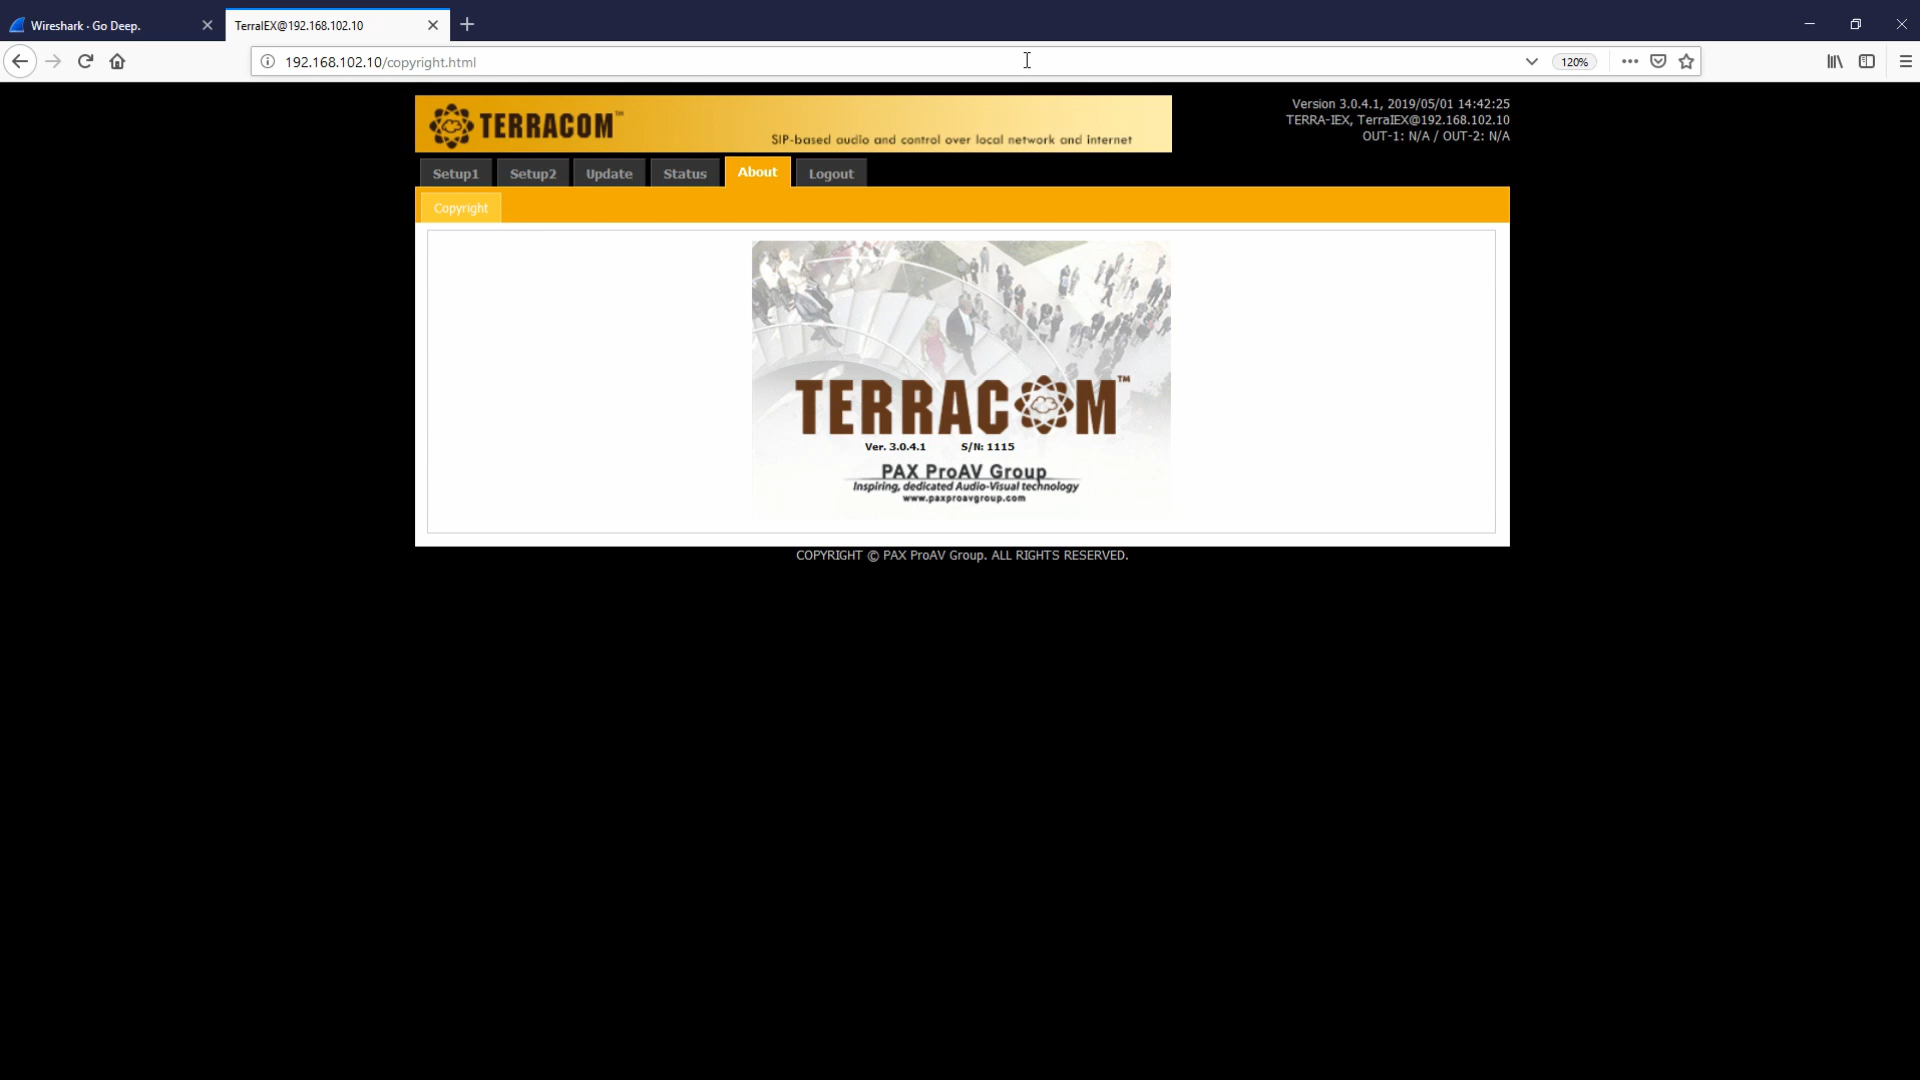 Wireshark · Go Deep.
TerraIEX@192.168.102.10
192.168.102.10/copyright.html
120%
TERRACOM™
SIP-based audio and control over local network and internet
Version 3.0.4.1, 2019/05/01 14:42:25
TERRA-IEX, TerraIEX@192.168.102.10
OUT-1: N/A / OUT-2: N/A
Setup1 Setup2 Update Status About Logout
Copyright
TERRACOM™
Ver. 3.0.4.1 S/N: 1115
PAX ProAV Group
Inspiring, dedicated Audio-Visual technology
www.paxproavgroup.com
COPYRIGHT © PAX ProAV Group. ALL RIGHTS RESERVED.